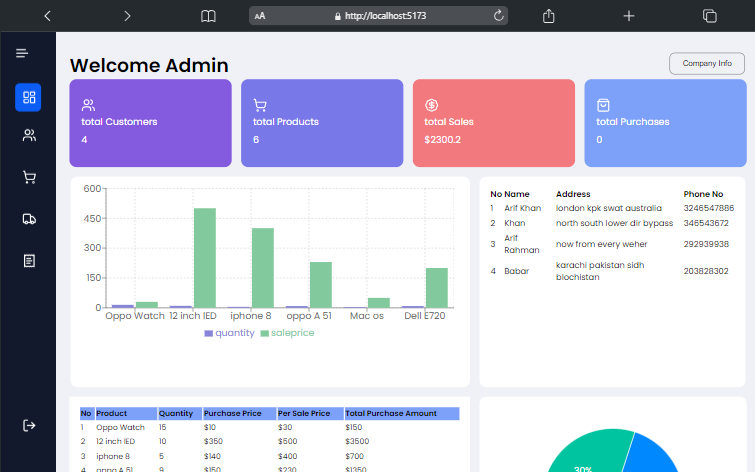 AA http://localhost:5173
Welcome Admin
Company Info
total Customers
4
total Products
6
total Sales
$2300.2
total Purchases
0
600
450
300
150
0
Oppo Watch 12 inch lED iphone 8 oppo A 51 Mac os Dell E720
quantity saleprice
No Name Address Phone No
1 Arif Khan london kpk swat australia 3246547886
2 Khan north south lower dir bypass 346543672
3 Arif Rahman now from every weher 292939938
4 Babar karachi pakistan sidh blochistan 203828302
No Product Quantity Purchase Price Per Sale Price Total Purchase Amount
1 Oppo Watch 15 $10 $30 $150
2 12 inch lED 10 $350 $500 $3500
3 iphone 8 5 $140 $400 $700
4 oppo A 51 9 $150 $230 $1350
30%